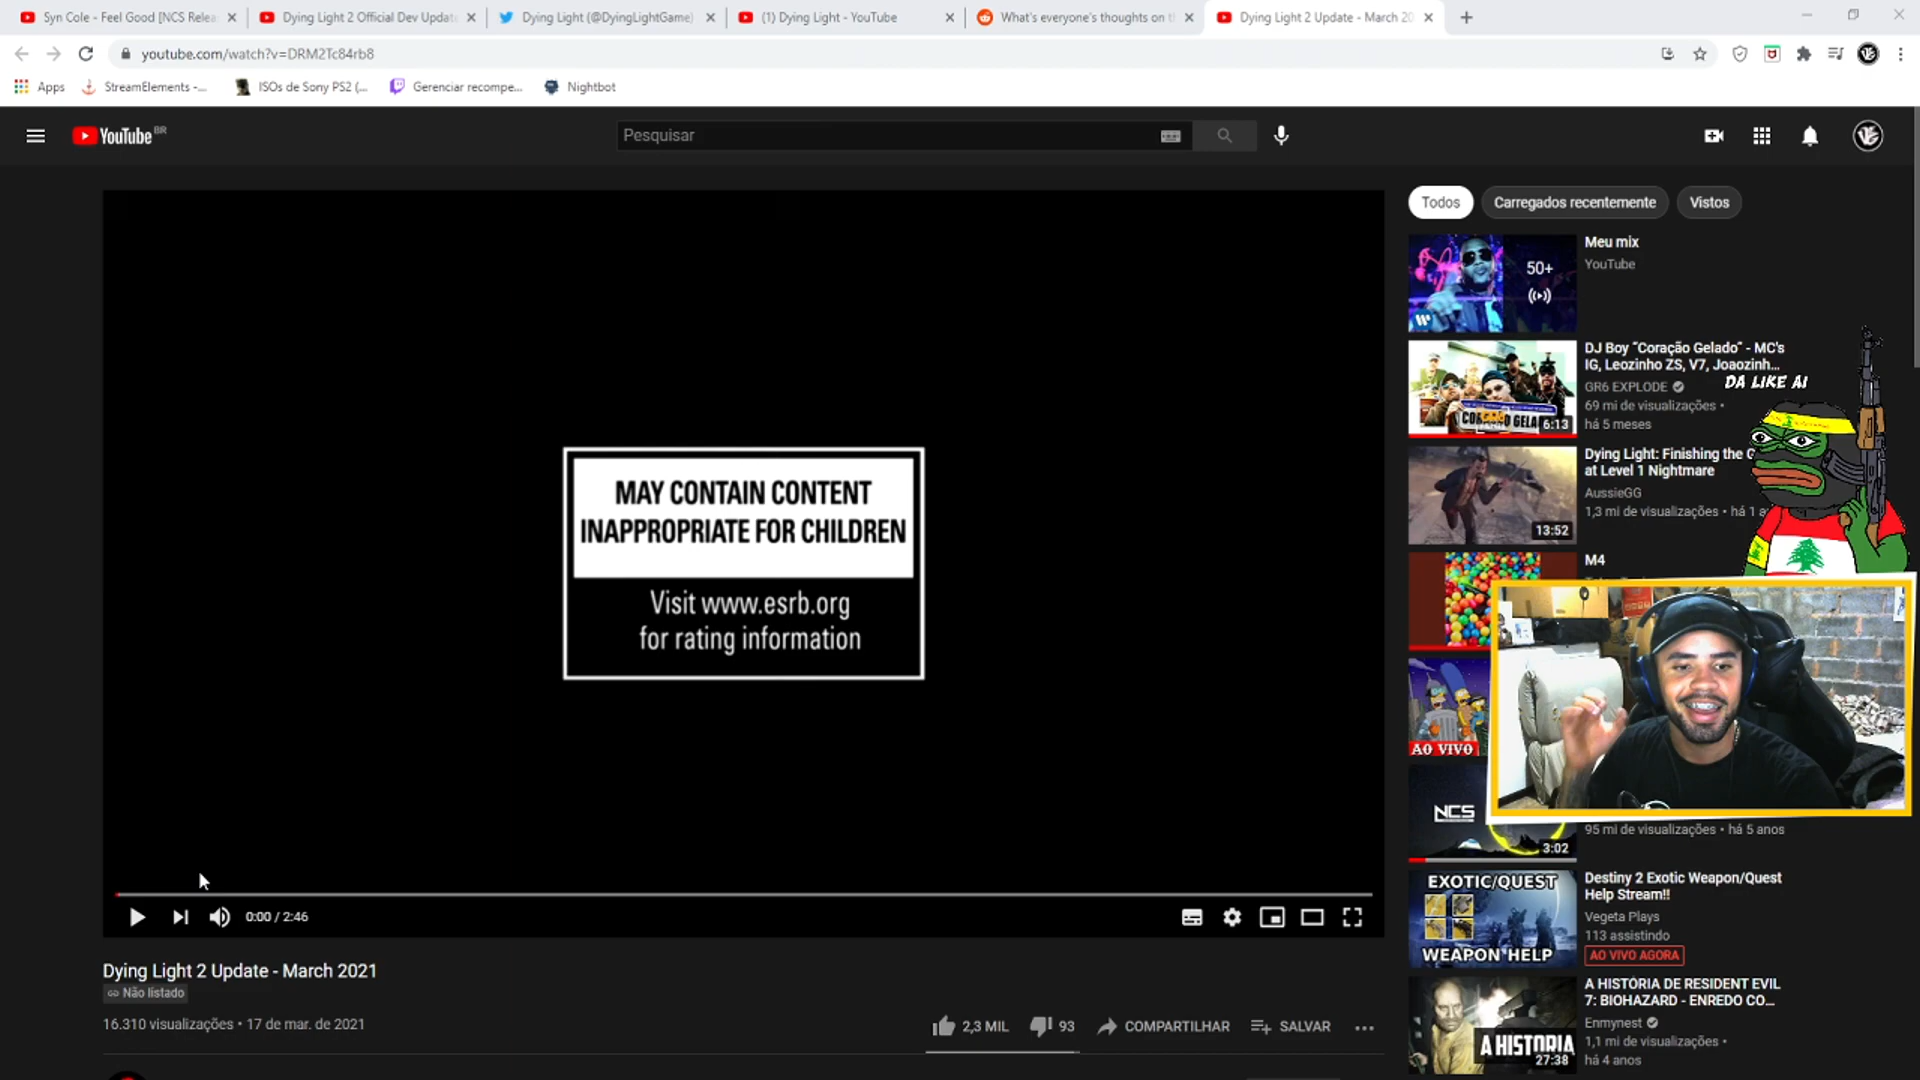 Syn Cole - Feel Good [NCS Relea
Dying Light 2 Official Dev Update
Dying Light (@DyingLightGame)
(1) Dying Light - YouTube
What's everyone's thoughts on t
Dying Light 2 Update - March 20
youtube.com/watch?v=DRM2Tc84rb8
Apps
StreamElements -...
ISOs de Sony PS2 (...
Gerenciar recompe...
Nightbot
YouTube BR
Pesquisar
Todos
Carregados recentemente
Vistos
MAY CONTAIN CONTENT
INAPPROPRIATE FOR CHILDREN
Visit www.esrb.org
for rating information
0:00 / 2:46
Dying Light 2 Update - March 2021
Não listado
16.310 visualizações • 17 de mar. de 2021
2,3 MIL
93
COMPARTILHAR
SALVAR
50+
Meu mix
YouTube
6:13
DJ Boy “Coração Gelado” - MC's
IG, Leozinho ZS, V7, Joaozinh...
GR6 EXPLODE
69 mi de visualizações •
há 5 meses
DA LIKE AI
13:52
Dying Light: Finishing the
at Level 1 Nightmare
AussieGG
1,3 mi de visualizações • há 1
M4
AO VIVO
NCS
3:02
95 mi de visualizações • há 5 anos
EXOTIC/QUEST
WEAPON HELP
Destiny 2 Exotic Weapon/Quest
Help Stream!!
Vegeta Plays
113 assistindo
AO VIVO AGORA
A HISTORIA
27:38
A HISTÓRIA DE RESIDENT EVIL
7: BIOHAZARD - ENREDO CO...
Enmynest
1,1 mi de visualizações •
há 4 anos